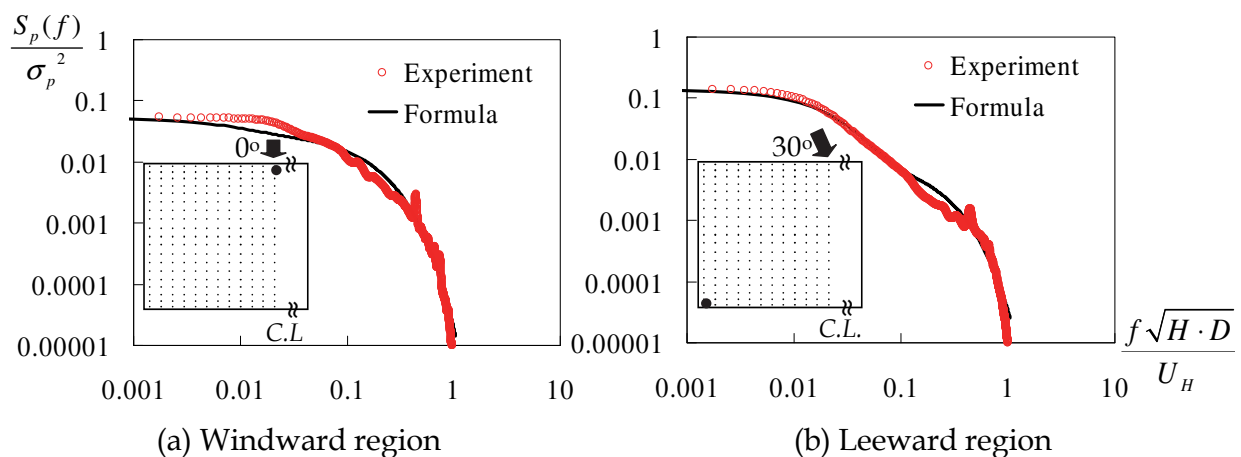 S_p(f)
σ_p²
1
0.1
0.01
0.001
0.0001
0.00001
0.001
0.01
0.1
1
10
Experiment
Formula
0º
C.L
(a) Windward region
1
0.1
0.01
0.001
0.0001
0.00001
0.001
0.01
0.1
1
10
Experiment
Formula
30º
C.L.
f√H·D
U_H
(b) Leeward region